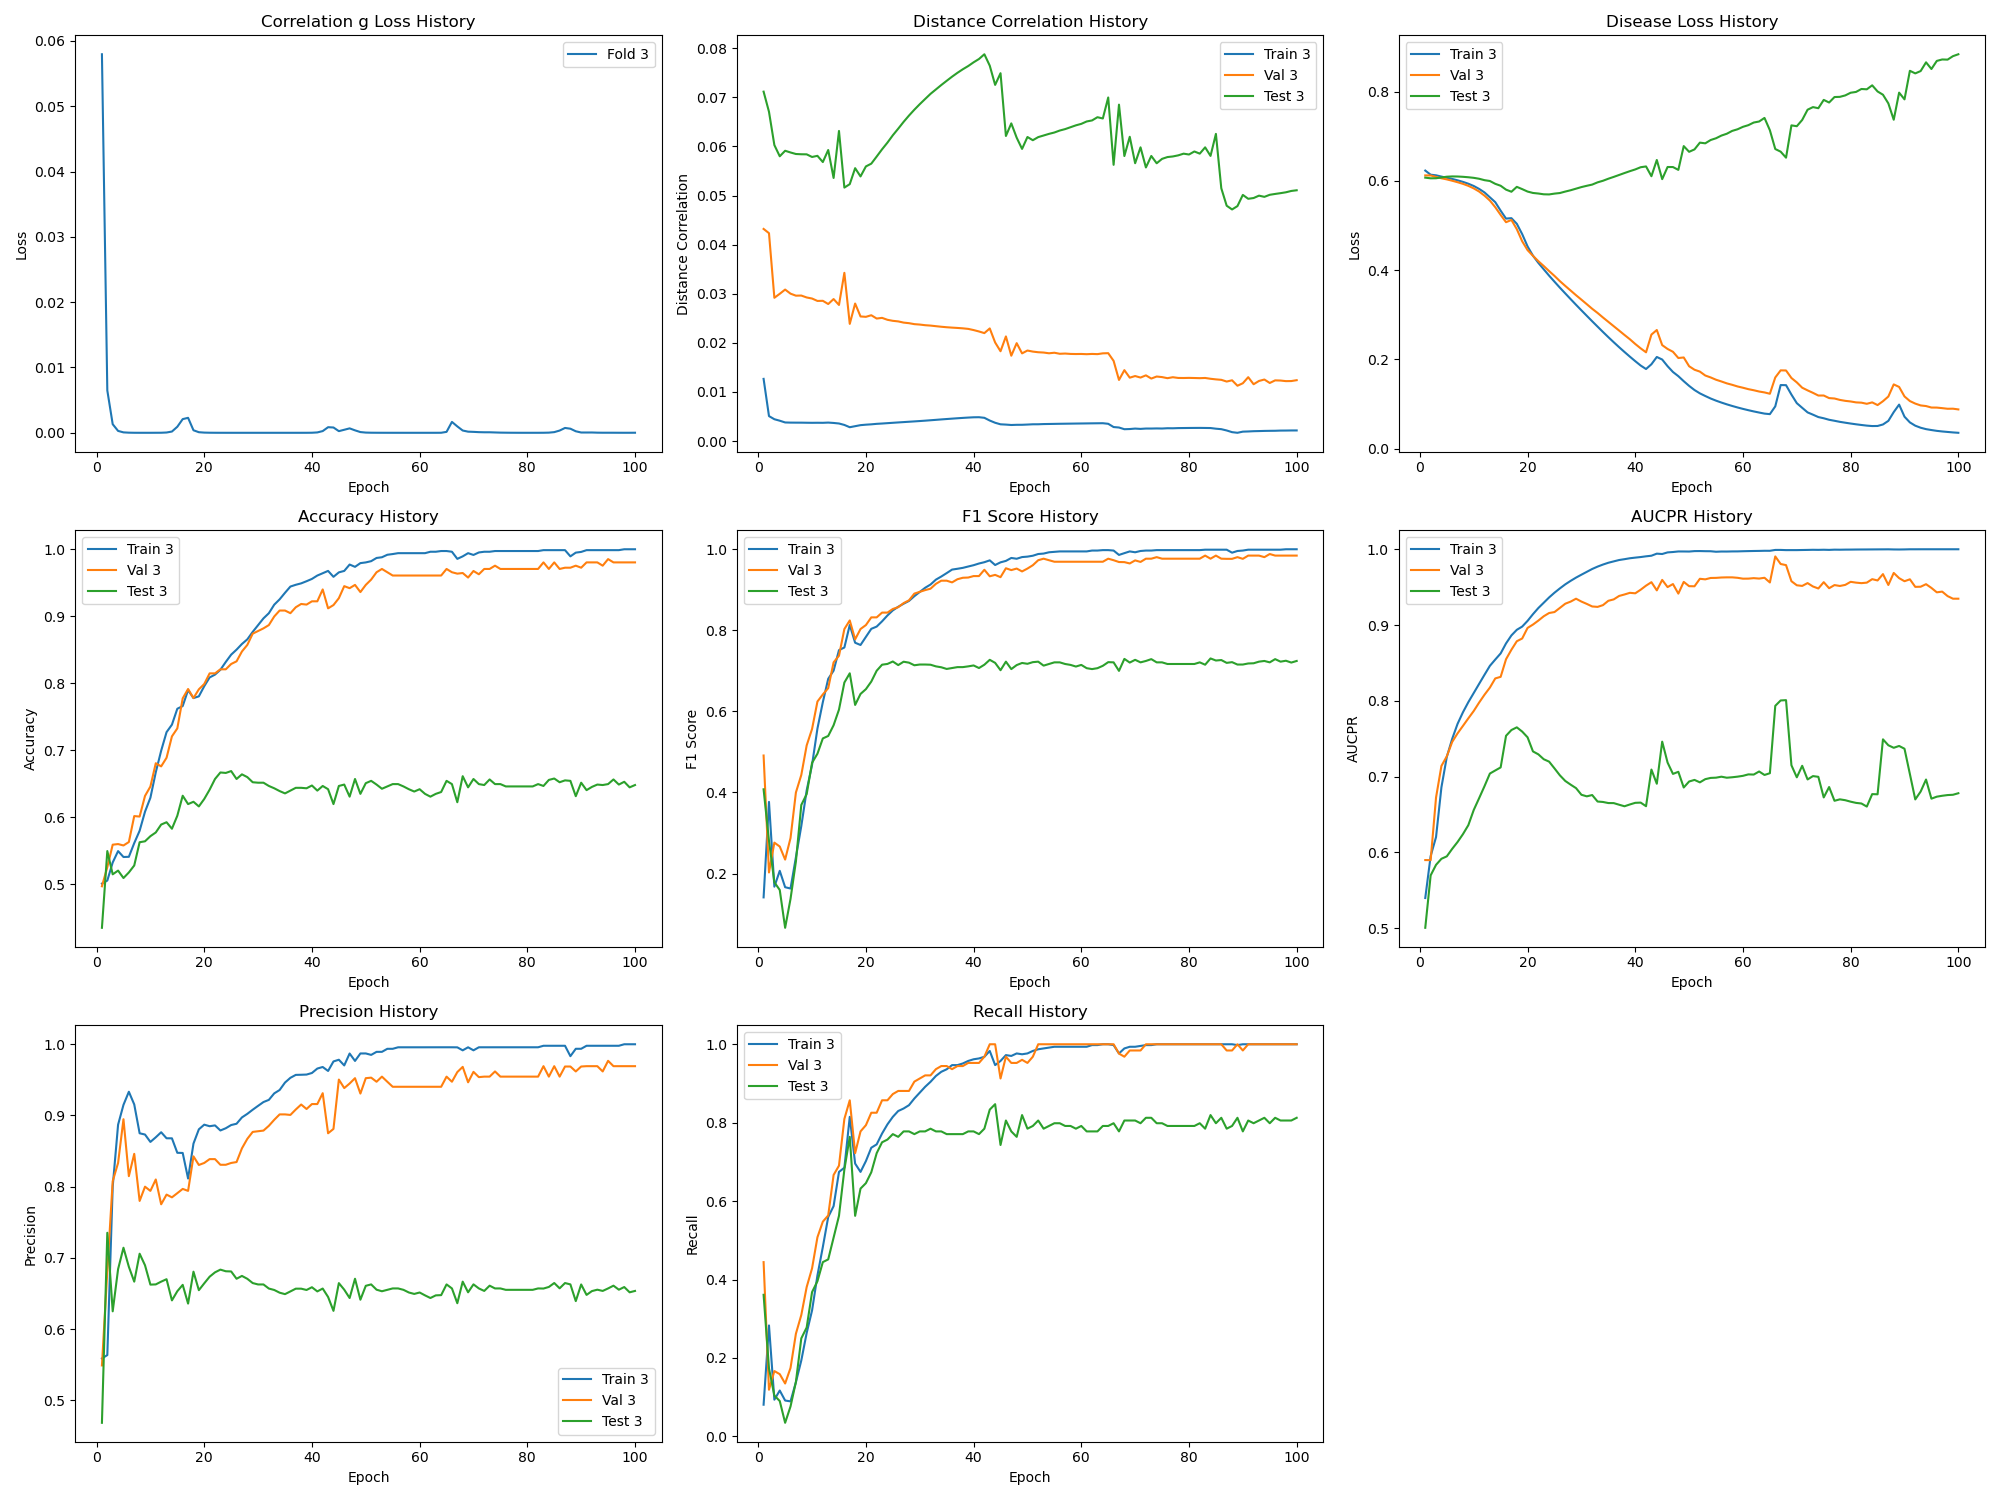 Correlation g Loss History
Fold 3
0.06
0.05
0.04
0.03
0.02
0.01
0.00
Loss
0 20 40 60 80 100
Epoch
Distance Correlation History
Train 3
Val 3
Test 3
0.08
0.07
0.06
0.05
0.04
0.03
0.02
0.01
0.00
Distance Correlation
0 20 40 60 80 100
Epoch
Disease Loss History
Train 3
Val 3
Test 3
0.8
0.6
0.4
0.2
0.0
Loss
0 20 40 60 80 100
Epoch
Accuracy History
Train 3
Val 3
Test 3
1.0
0.9
0.8
0.7
0.6
0.5
Accuracy
0 20 40 60 80 100
Epoch
F1 Score History
Train 3
Val 3
Test 3
1.0
0.8
0.6
0.4
0.2
F1 Score
0 20 40 60 80 100
Epoch
AUCPR History
Train 3
Val 3
Test 3
1.0
0.9
0.8
0.7
0.6
0.5
AUCPR
0 20 40 60 80 100
Epoch
Precision History
1.0
0.9
0.8
0.7
0.6
0.5
Precision
Train 3
Val 3
Test 3
0 20 40 60 80 100
Epoch
Recall History
Train 3
Val 3
Test 3
1.0
0.8
0.6
0.4
0.2
0.0
Recall
0 20 40 60 80 100
Epoch